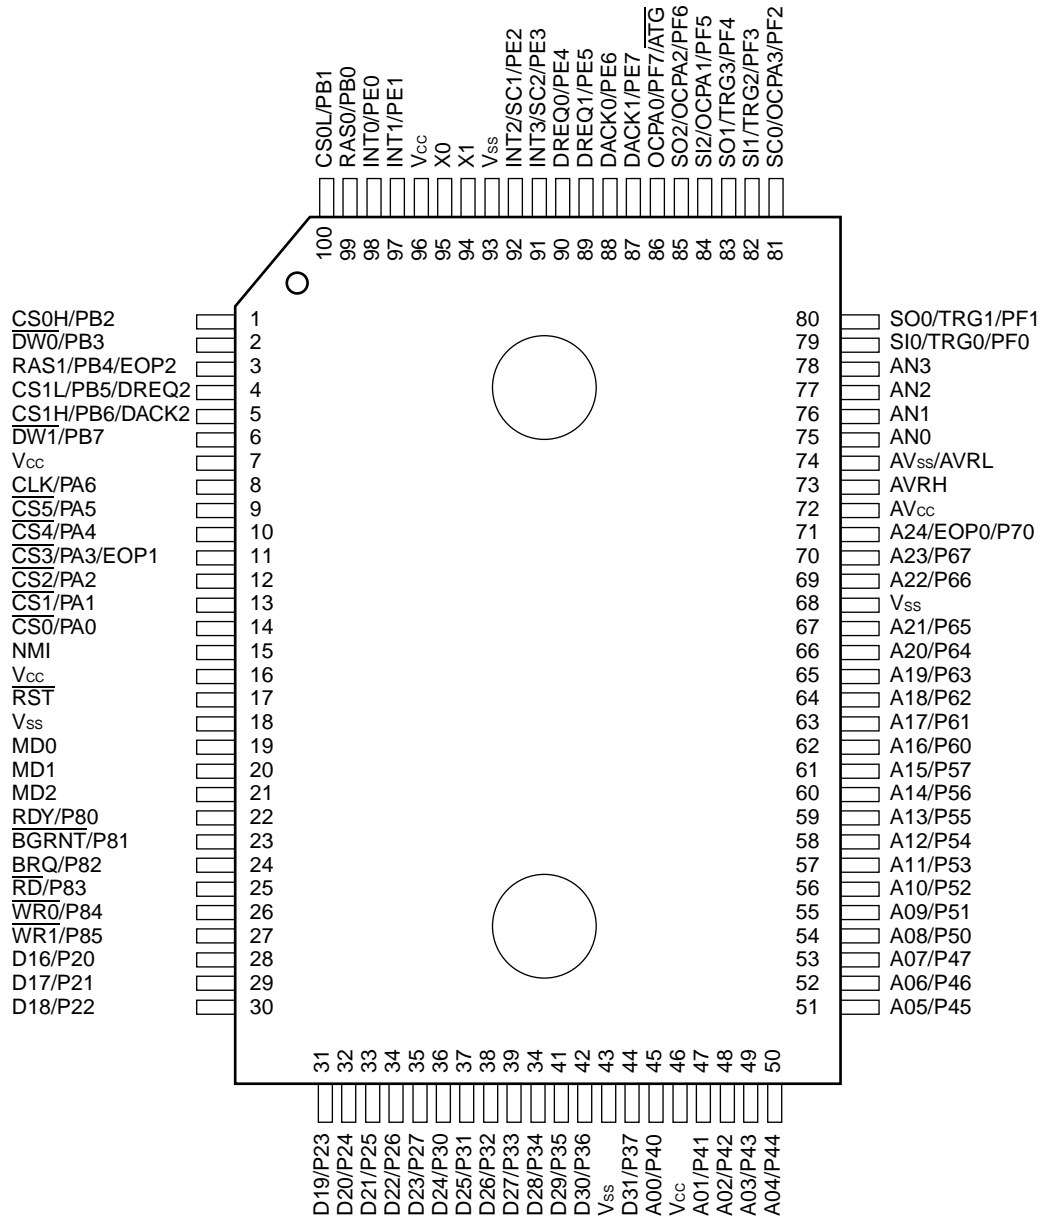 CS0L/PB1
RAS0/PB0
INT0/PE0
INT1/PE1
Vcc
X0
X1
Vss
INT2/SC1/PE2
INT3/SC2/PE3
DREQ0/PE4
DREQ1/PE5
DACK0/PE6
DACK1/PE7
OCPA0/PF7/ATG
SO2/OCPA2/PF6
SI2/OCPA1/PF5
SO1/TRG3/PF4
SI1/TRG2/PF3
SC0/OCPA3/PF2
100 99 98 97 96 95 94 93 92 91 90 89 88 87 86 85 84 83 82 81
CS0H/PB2 1
DW0/PB3 2
RAS1/PB4/EOP2 3
CS1L/PB5/DREQ2 4
CS1H/PB6/DACK2 5
DW1/PB7 6
Vcc 7
CLK/PA6 8
CS5/PA5 9
CS4/PA4 10
CS3/PA3/EOP1 11
CS2/PA2 12
CS1/PA1 13
CS0/PA0 14
NMI 15
Vcc 16
RST 17
Vss 18
MD0 19
MD1 20
MD2 21
RDY/P80 22
BGRNT/P81 23
BRQ/P82 24
RD/P83 25
WR0/P84 26
WR1/P85 27
D16/P20 28
D17/P21 29
D18/P22 30
80 SO0/TRG1/PF1
79 SI0/TRG0/PF0
78 AN3
77 AN2
76 AN1
75 AN0
74 AVss/AVRL
73 AVRH
72 AVcc
71 A24/EOP0/P70
70 A23/P67
69 A22/P66
68 Vss
67 A21/P65
66 A20/P64
65 A19/P63
64 A18/P62
63 A17/P61
62 A16/P60
61 A15/P57
60 A14/P56
59 A13/P55
58 A12/P54
57 A11/P53
56 A10/P52
55 A09/P51
54 A08/P50
53 A07/P47
52 A06/P46
51 A05/P45
31 32 33 34 35 36 37 38 39 34 41 42 43 44 45 46 47 48 49 50
D19/P23
D20/P24
D21/P25
D22/P26
D23/P27
D24/P30
D25/P31
D26/P32
D27/P33
D28/P34
D29/P35
D30/P36
Vss
D31/P37
A00/P40
Vcc
A01/P41
A02/P42
A03/P43
A04/P44